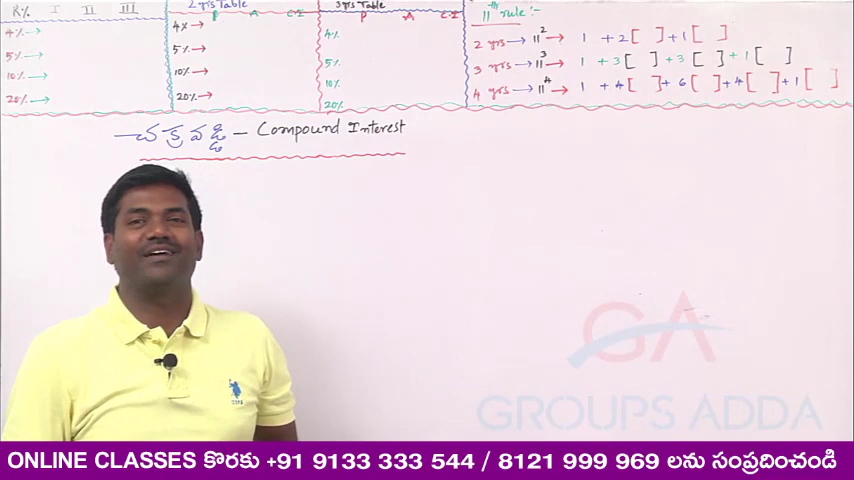 R% I II III
4% →
5% →
10% →
20% →
2 yrs Table
P A C.I
4% →
5% →
10% →
20% →
3 yrs Table
P A C.I
4%
5%
10%
20%
11th rule :-
2 yrs → 11² → 1 + 2 [ ] + 1 [ ]
3 yrs → 11³ → 1 + 3 [ ] + 3 [ ] + 1 [ ]
4 yrs → 11⁴ → 1 + 4 [ ] + 6 [ ] + 4 [ ] + 1 [ ]
చక్రవడ్డి – Compound Interest
GA
GROUPS ADDA
ONLINE CLASSES కొరకు +91 9133 333 544 / 8121 999 969 లను సంప్రదించండి